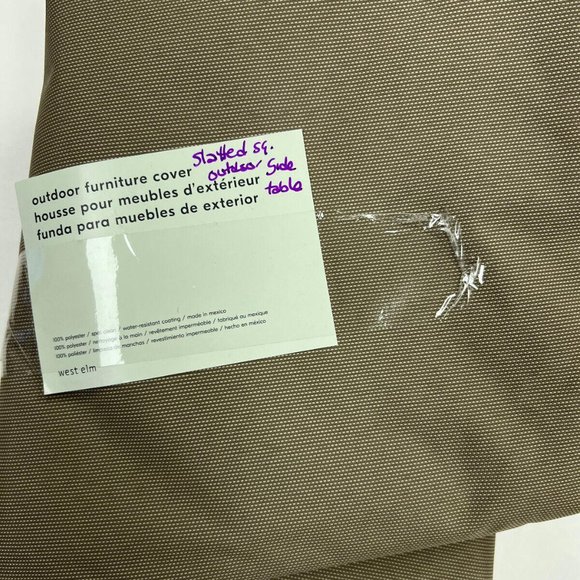 slatted sq.
outdoor side
table
outdoor furniture cover
housse pour meubles d'extérieur
funda para muebles de exterior
100% polyester / spot clean / water-resistant coating / made in mexico
100% polyester / nettoyage à la main / revêtement imperméable / fabriqué au mexique
100% poliéster / limpieza de manchas / revestimiento impermeable / hecho en méxico
west elm